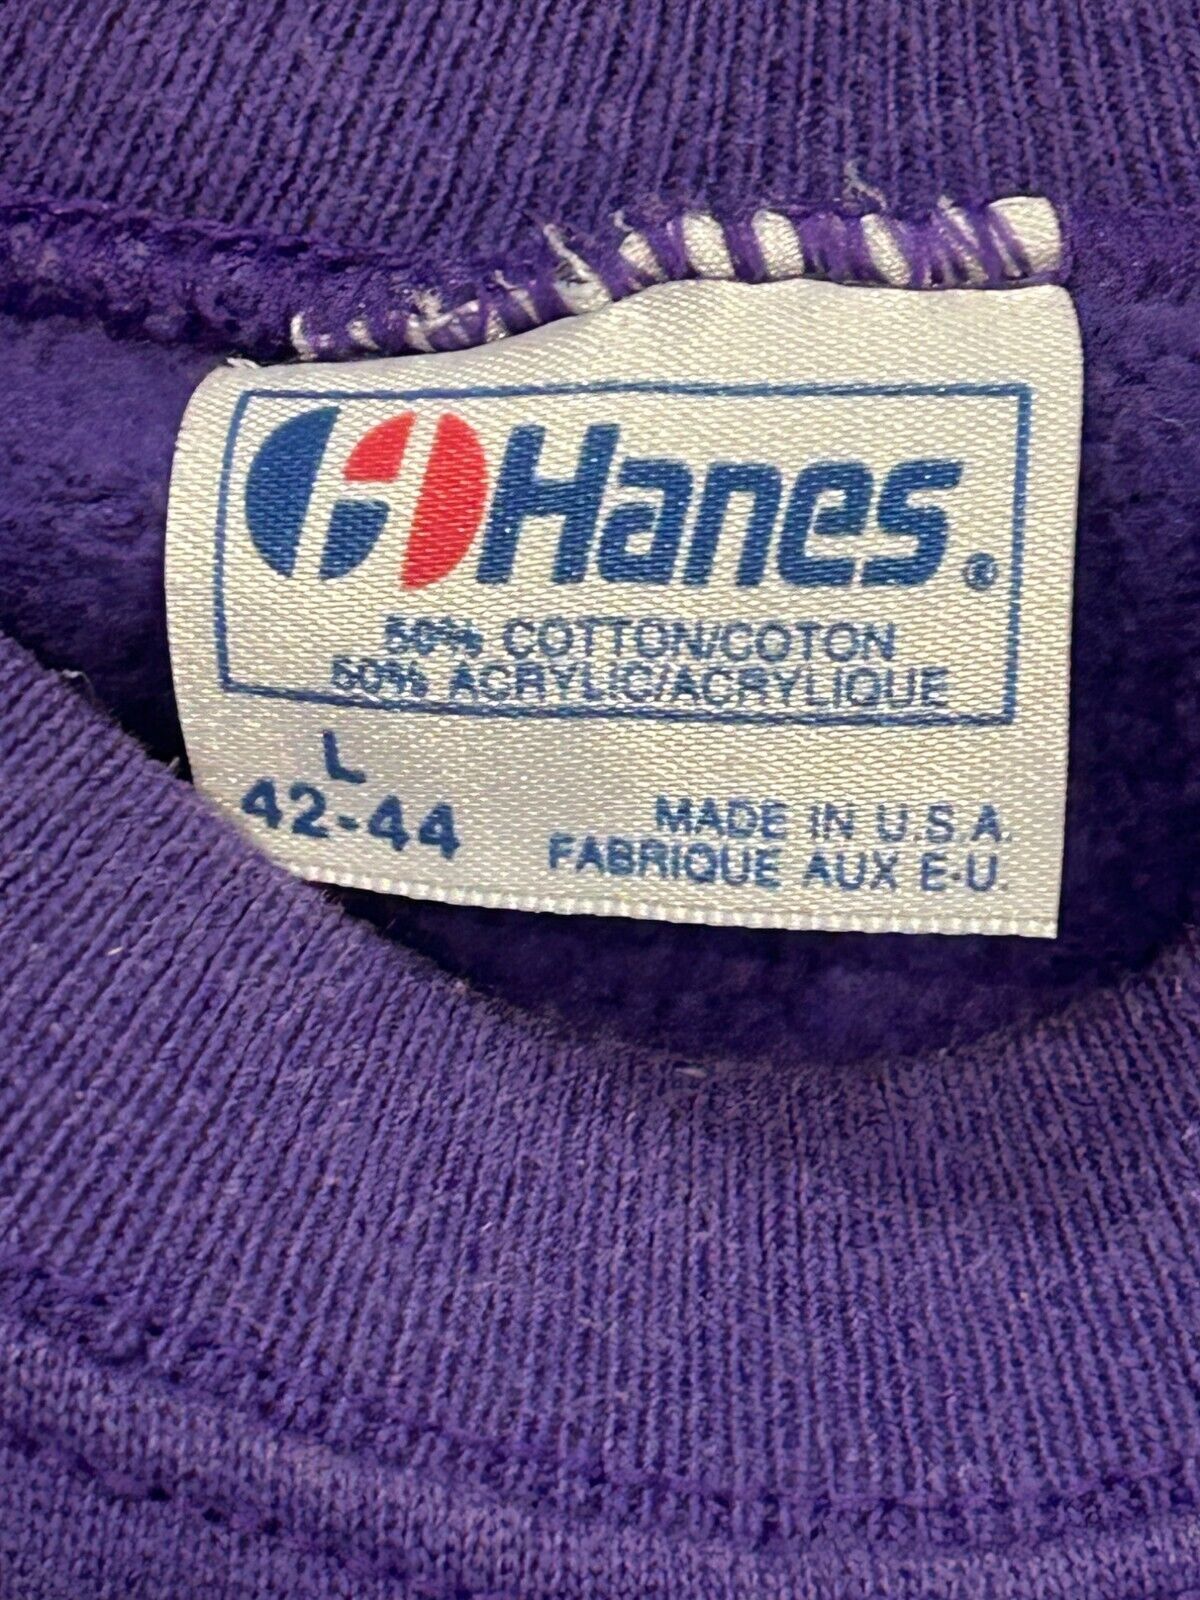 Hanes®
50% COTTON/COTON
50% ACRYLIC/ACRYLIQUE
L
42-44
MADE IN U.S.A.
FABRIQUE AUX E-U.